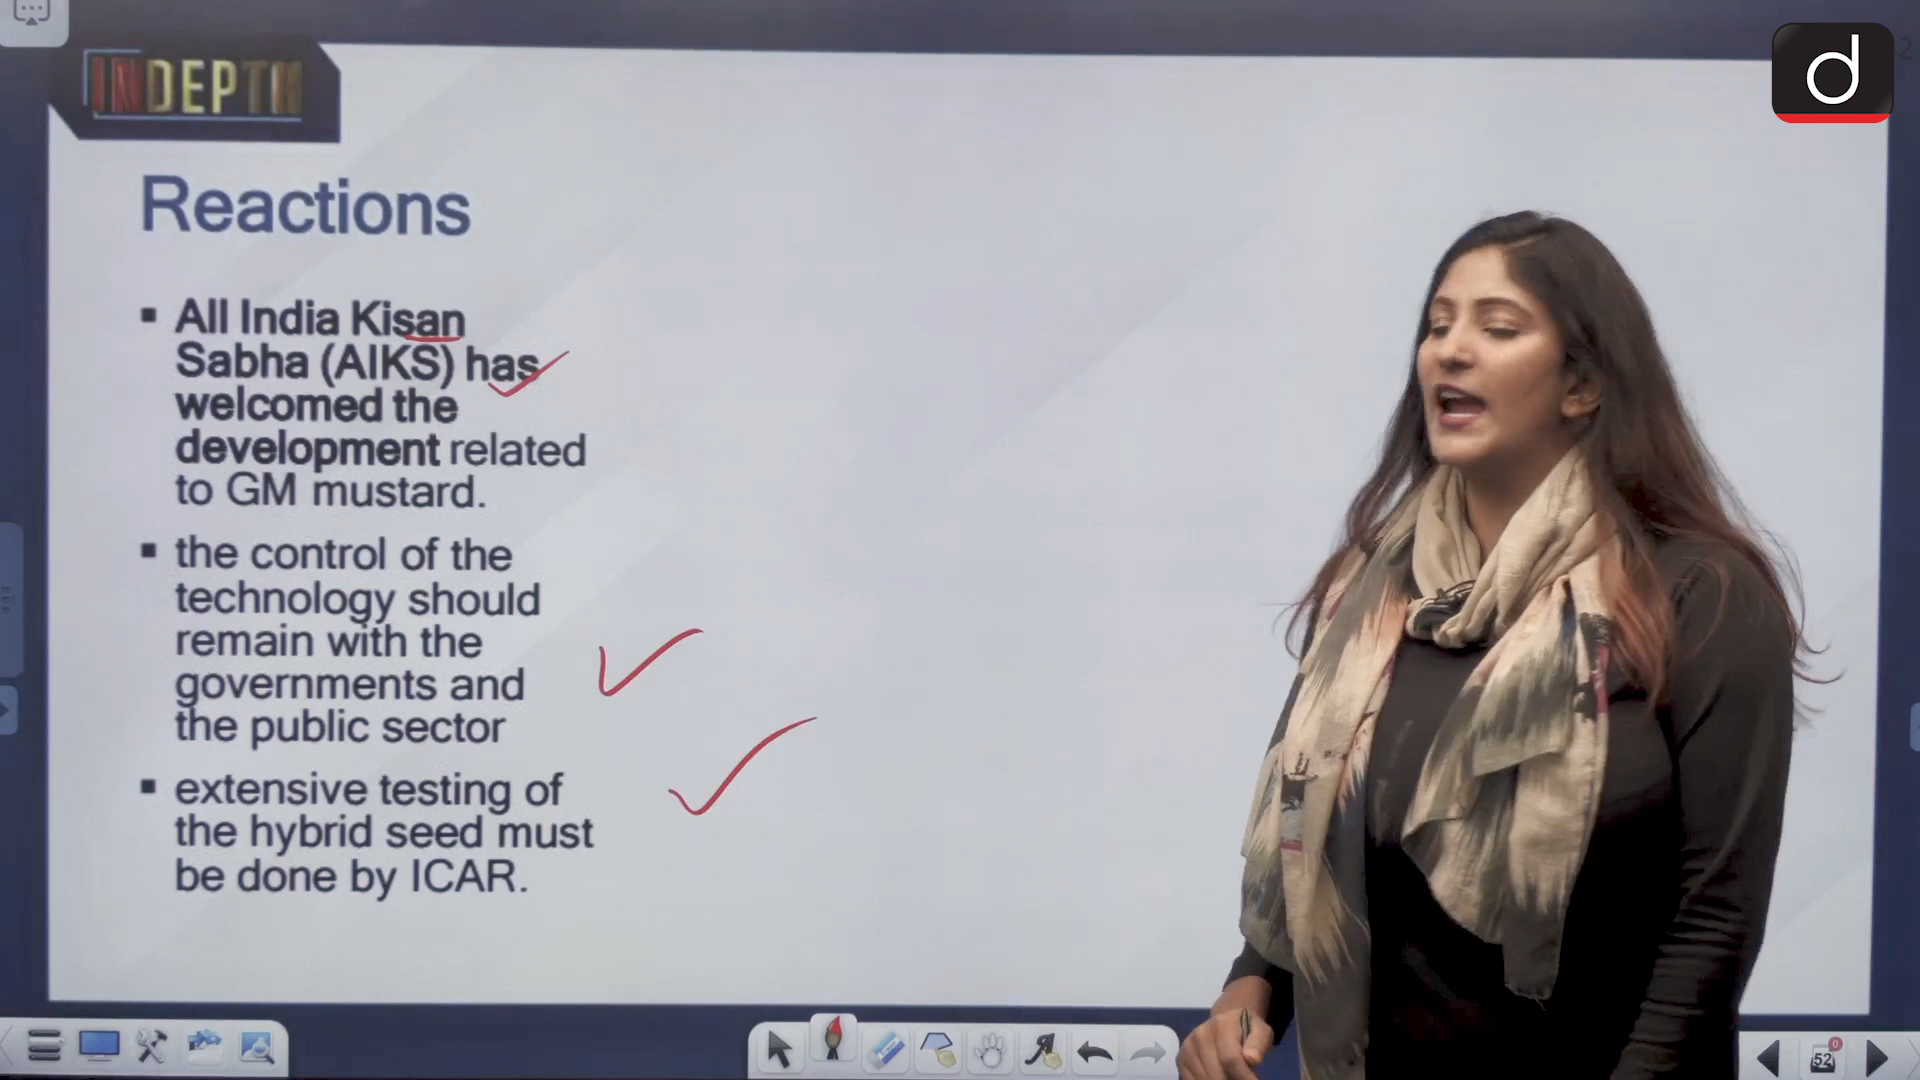 INDEPTH
d
Reactions
▪ All India Kisan
Sabha (AIKS) has
welcomed the
development related
to GM mustard.
▪ the control of the
technology should
remain with the
governments and
the public sector
▪ extensive testing of
the hybrid seed must
be done by ICAR.
52
0